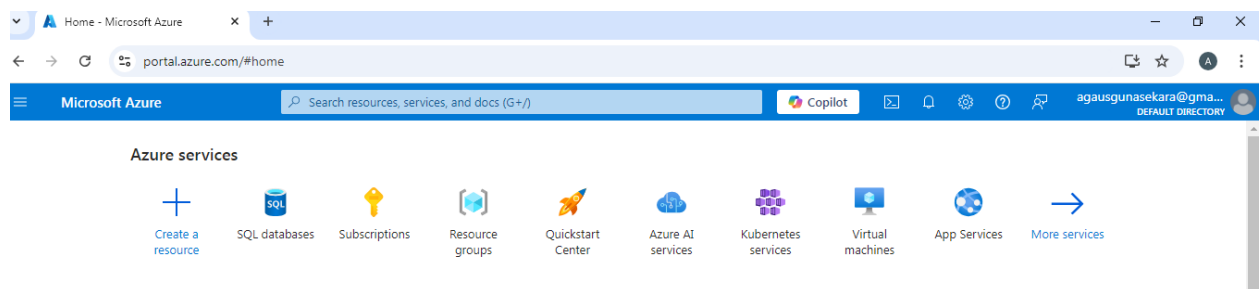 Home - Microsoft Azure
portal.azure.com/#home
A
Microsoft Azure
Search resources, services, and docs (G+/)
Copilot
agausgunasekara@gma...
DEFAULT DIRECTORY
Azure services
Create a
resource
SQL
SQL databases
Subscriptions
Resource
groups
Quickstart
Center
Azure AI
services
Kubernetes
services
Virtual
machines
App Services
More services